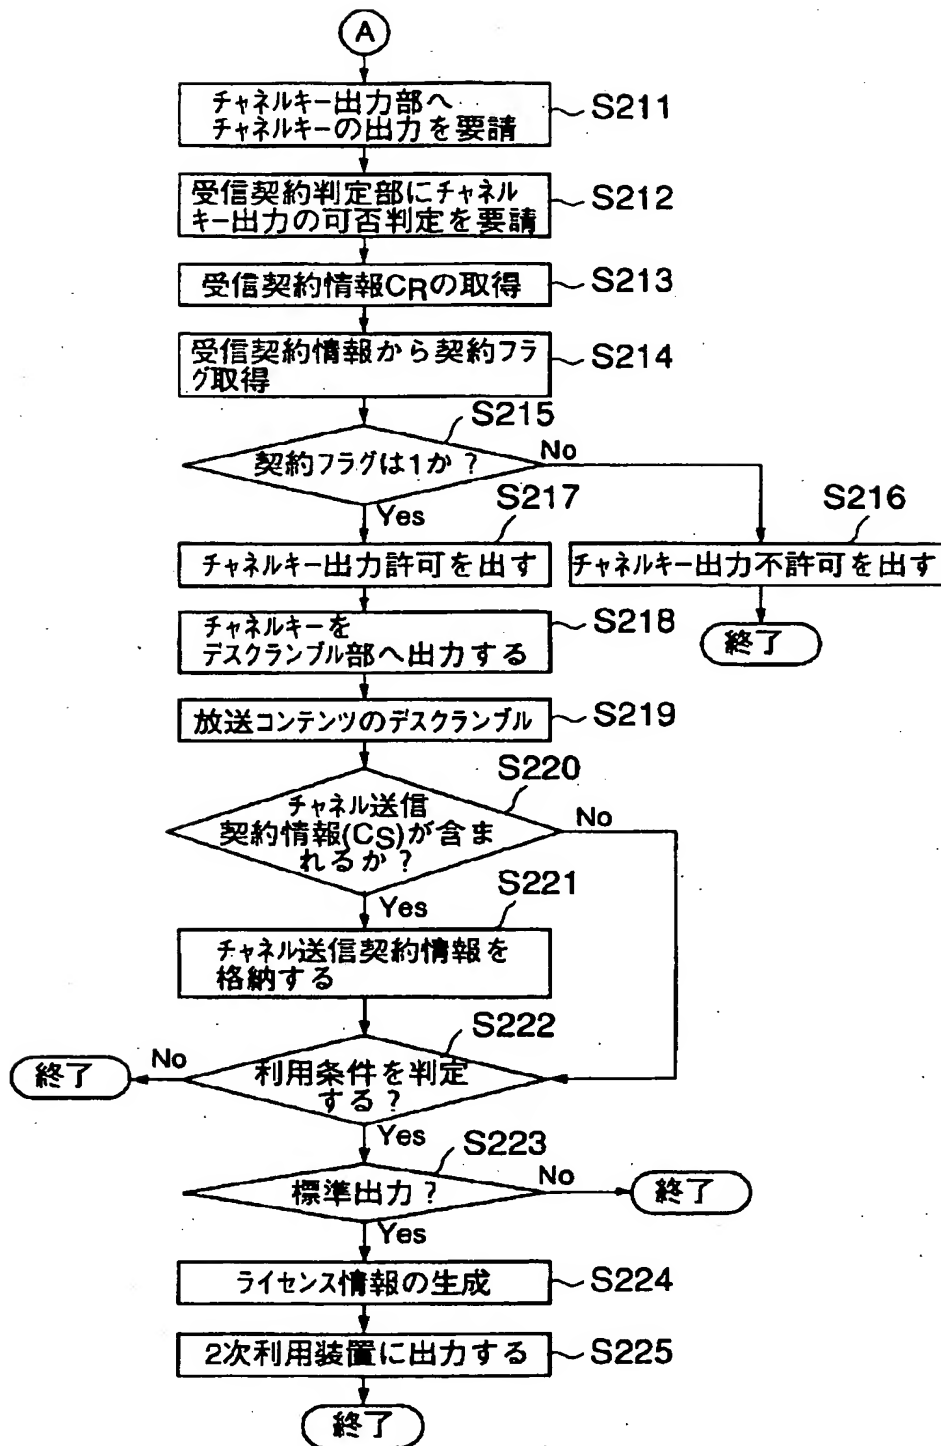 A
チャネルキー出力部へ
チャネルキーの出力を要請
S211
受信契約判定部にチャネル
キー出力の可否判定を要請
S212
受信契約情報CRの取得
S213
受信契約情報から契約フラ
グ取得
S214
S215
契約フラグは1か？
No
Yes
S217
S216
チャネルキー出力許可を出す
チャネルキー出力不許可を出す
チャネルキーを
デスクランブル部へ出力する
S218
終了
放送コンテンツのデスクランブル
S219
S220
チャネル送信
契約情報(CS)が含ま
れるか？
No
Yes
S221
チャネル送信契約情報を
格納する
S222
終了
No
利用条件を判定
する？
Yes
S223
標準出力？
No
終了
Yes
ライセンス情報の生成
S224
2次利用装置に出力する
S225
終了